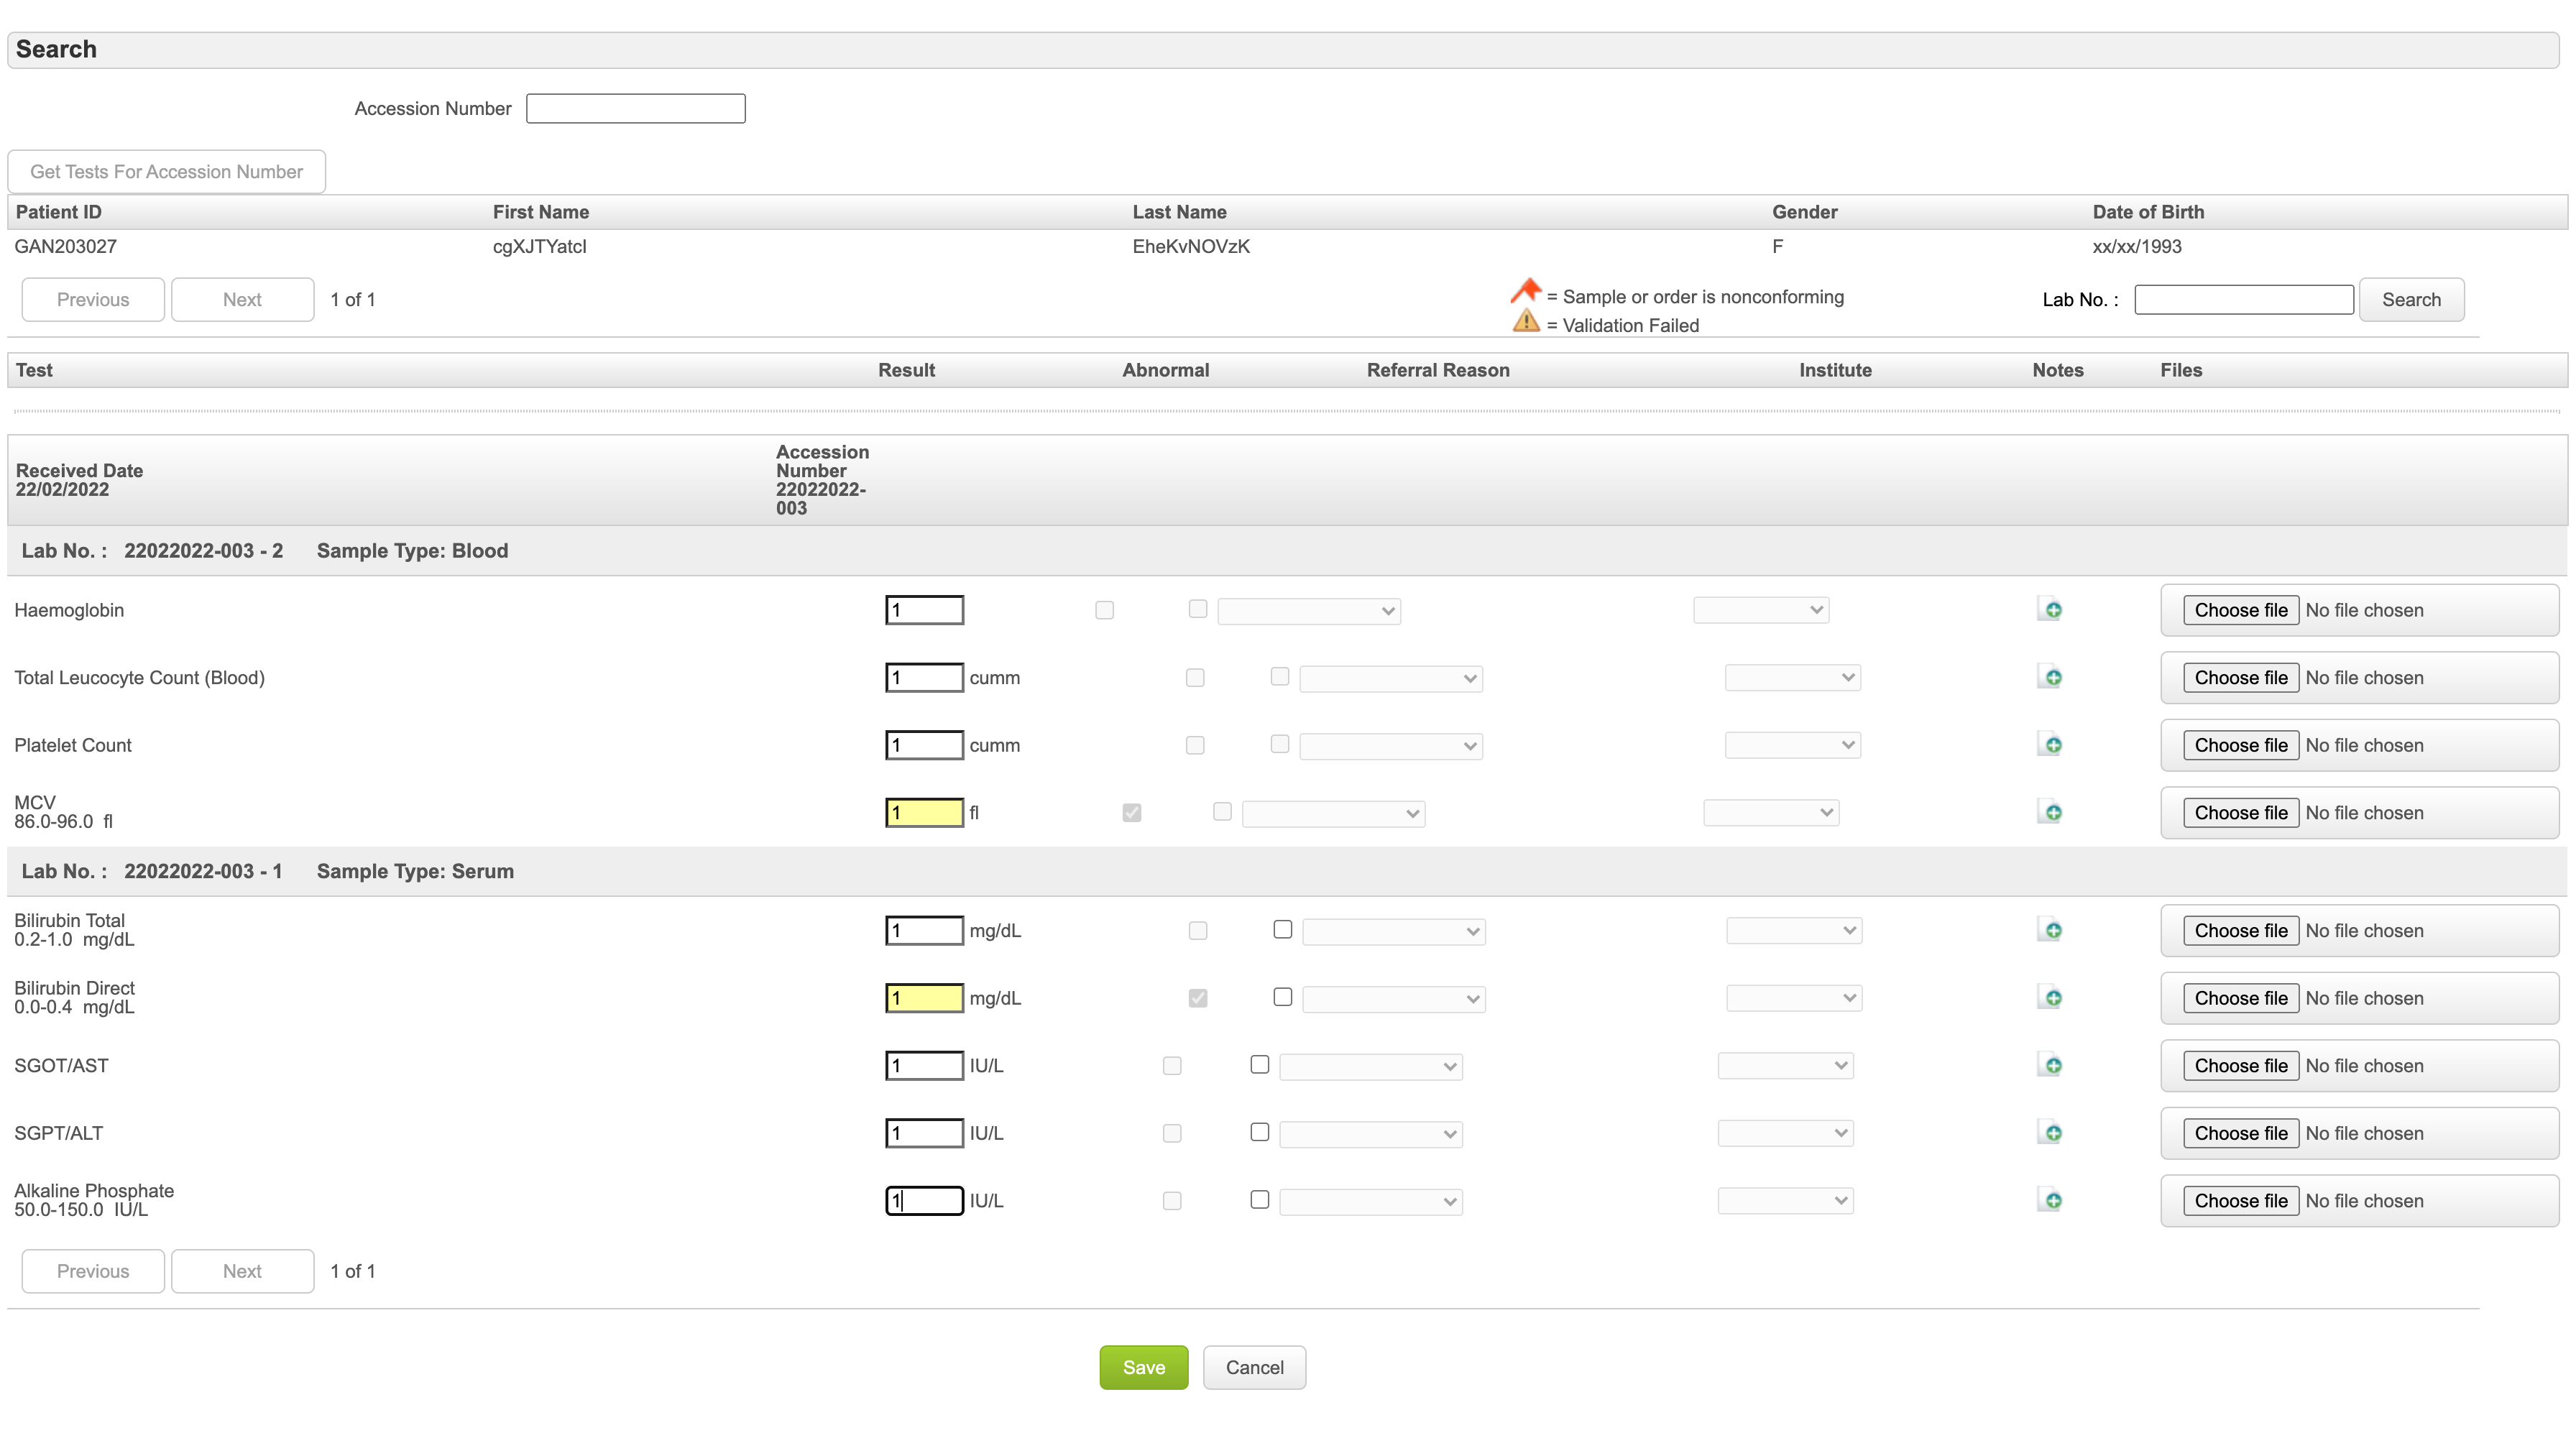 Search
Accession Number
Get Tests For Accession Number
Patient ID First Name Last Name Gender Date of Birth
GAN203027 cgXJTYatcI EheKvNOVzK F xx/xx/1993
Previous Next 1 of 1 = Sample or order is nonconforming Lab No. : Search
= Validation Failed
Test Result Abnormal Referral Reason Institute Notes Files
Received Date
22/02/2022
Accession
Number
22022022-
003
Lab No. : 22022022-003 - 2 Sample Type: Blood
Haemoglobin 1 Choose file No file chosen
Total Leucocyte Count (Blood) 1 cumm Choose file No file chosen
Platelet Count 1 cumm Choose file No file chosen
MCV
86.0-96.0 fl
1 fl Choose file No file chosen
Lab No. : 22022022-003 - 1 Sample Type: Serum
Bilirubin Total
0.2-1.0 mg/dL
1 mg/dL Choose file No file chosen
Bilirubin Direct
0.0-0.4 mg/dL
1 mg/dL Choose file No file chosen
SGOT/AST 1 IU/L Choose file No file chosen
SGPT/ALT 1 IU/L Choose file No file chosen
Alkaline Phosphate
50.0-150.0 IU/L
1 IU/L Choose file No file chosen
Previous Next 1 of 1
Save Cancel